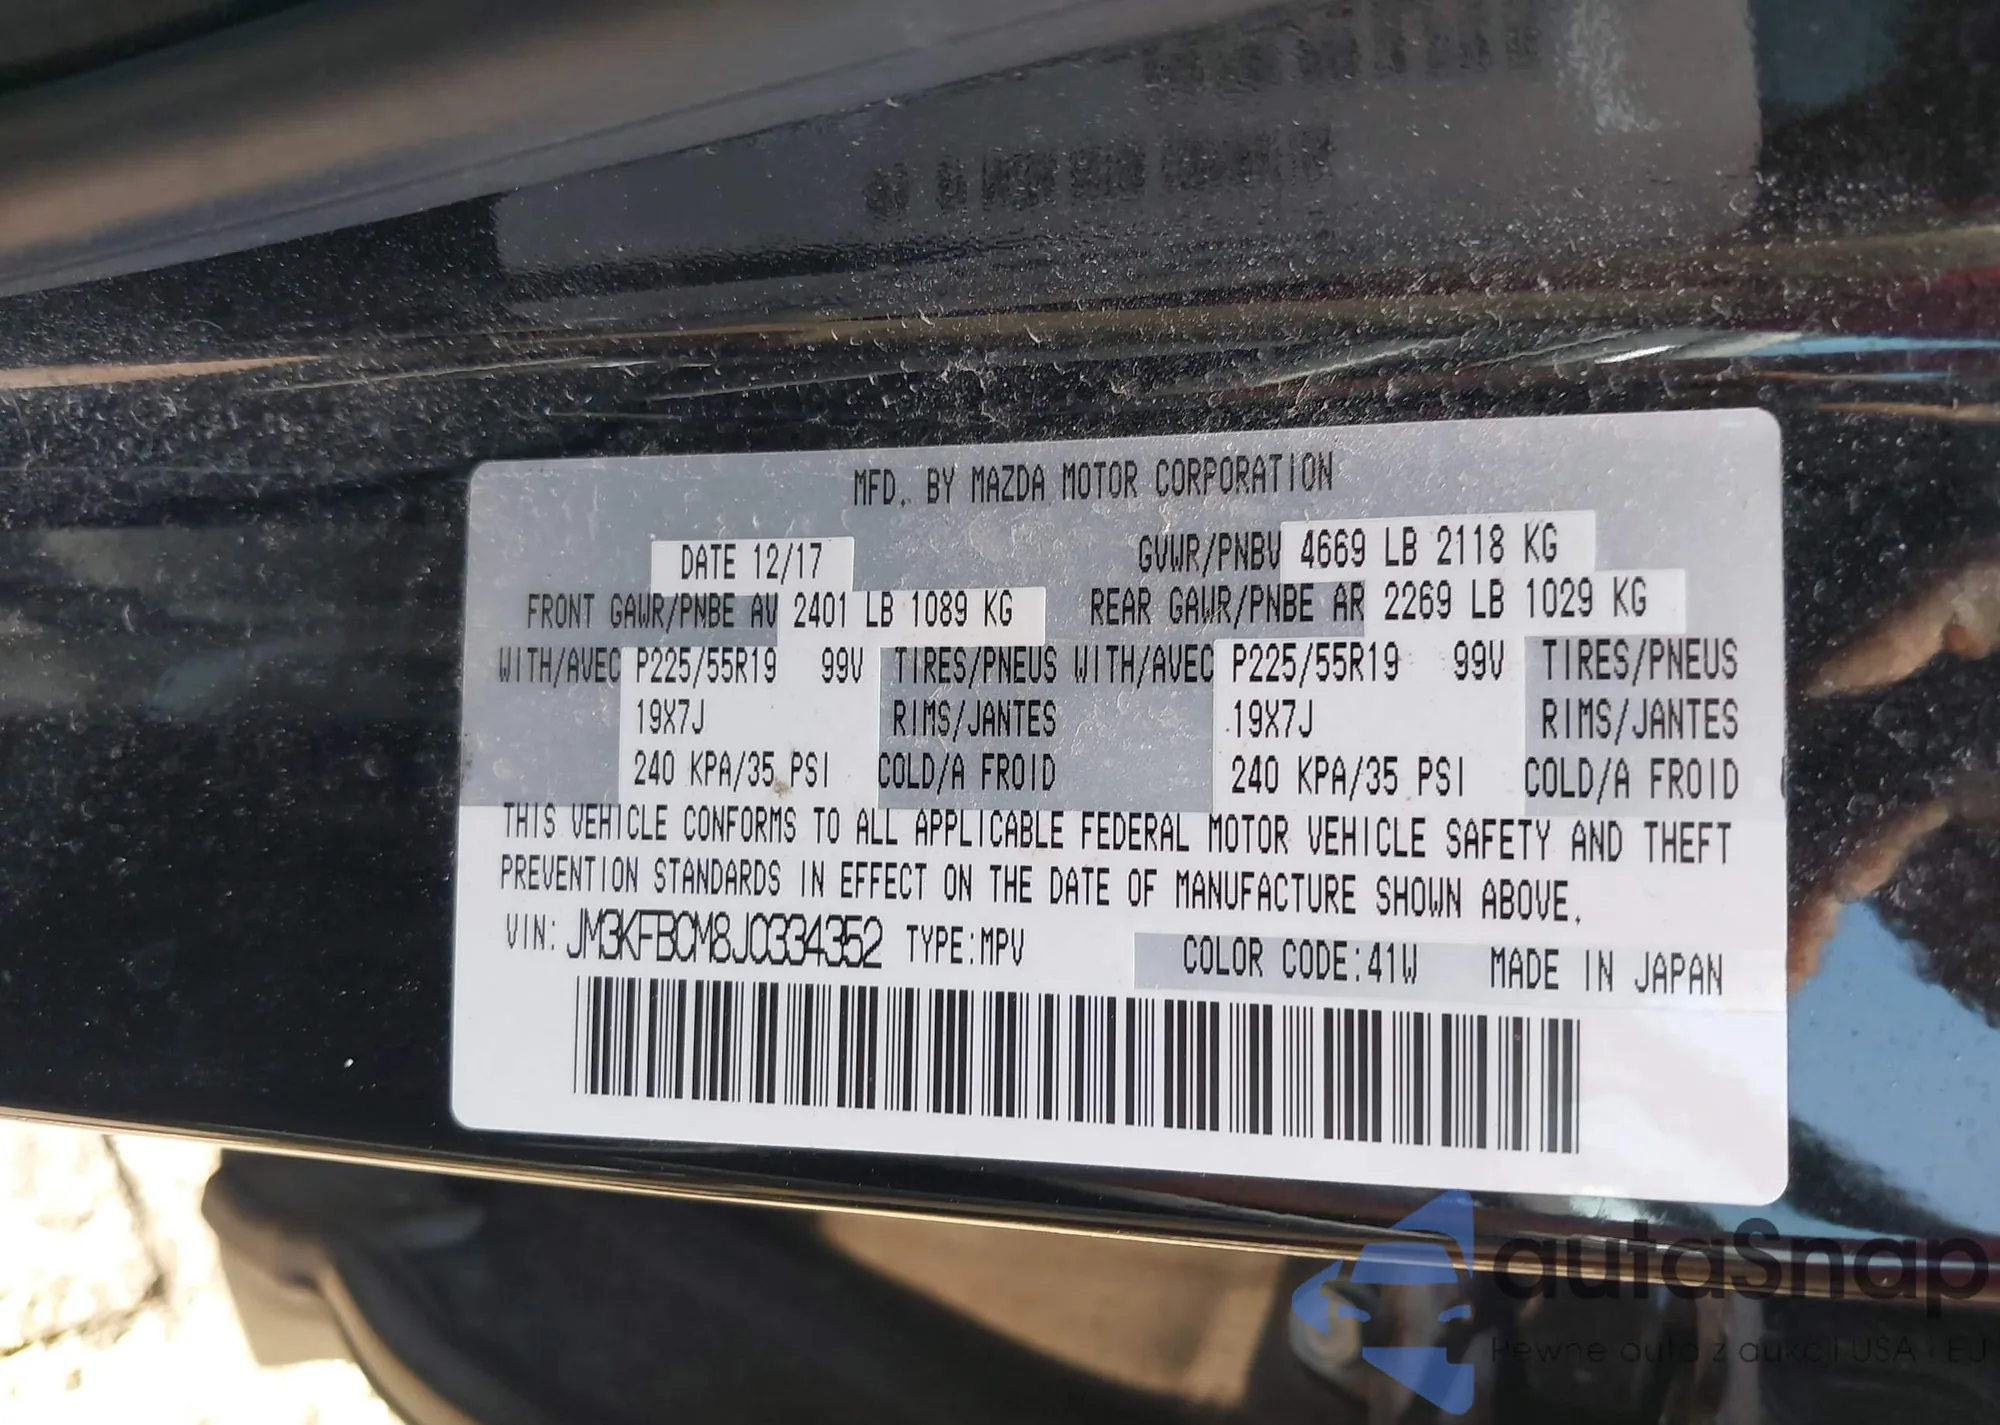 MFD. BY MAZDA MOTOR CORPORATION
DATE 12/17 GVWR/PNBV 4669 LB 2118 KG
FRONT GAWR/PNBE AV 2401 LB 1089 KG REAR GAWR/PNBE AR 2269 LB 1029 KG
WITH/AVEC P225/55R19 99V TIRES/PNEUS WITH/AVEC P225/55R19 99V TIRES/PNEUS
19X7J RIMS/JANTES 19X7J RIMS/JANTES
240 KPA/35 PSI COLD/A FROID 240 KPA/35 PSI COLD/A FROID
THIS VEHICLE CONFORMS TO ALL APPLICABLE FEDERAL MOTOR VEHICLE SAFETY AND THEFT
PREVENTION STANDARDS IN EFFECT ON THE DATE OF MANUFACTURE SHOWN ABOVE.
VIN: JM3KFBCM8J0334352 TYPE:MPV COLOR CODE:41W MADE IN JAPAN
autaSnap
Pewne auta z USA